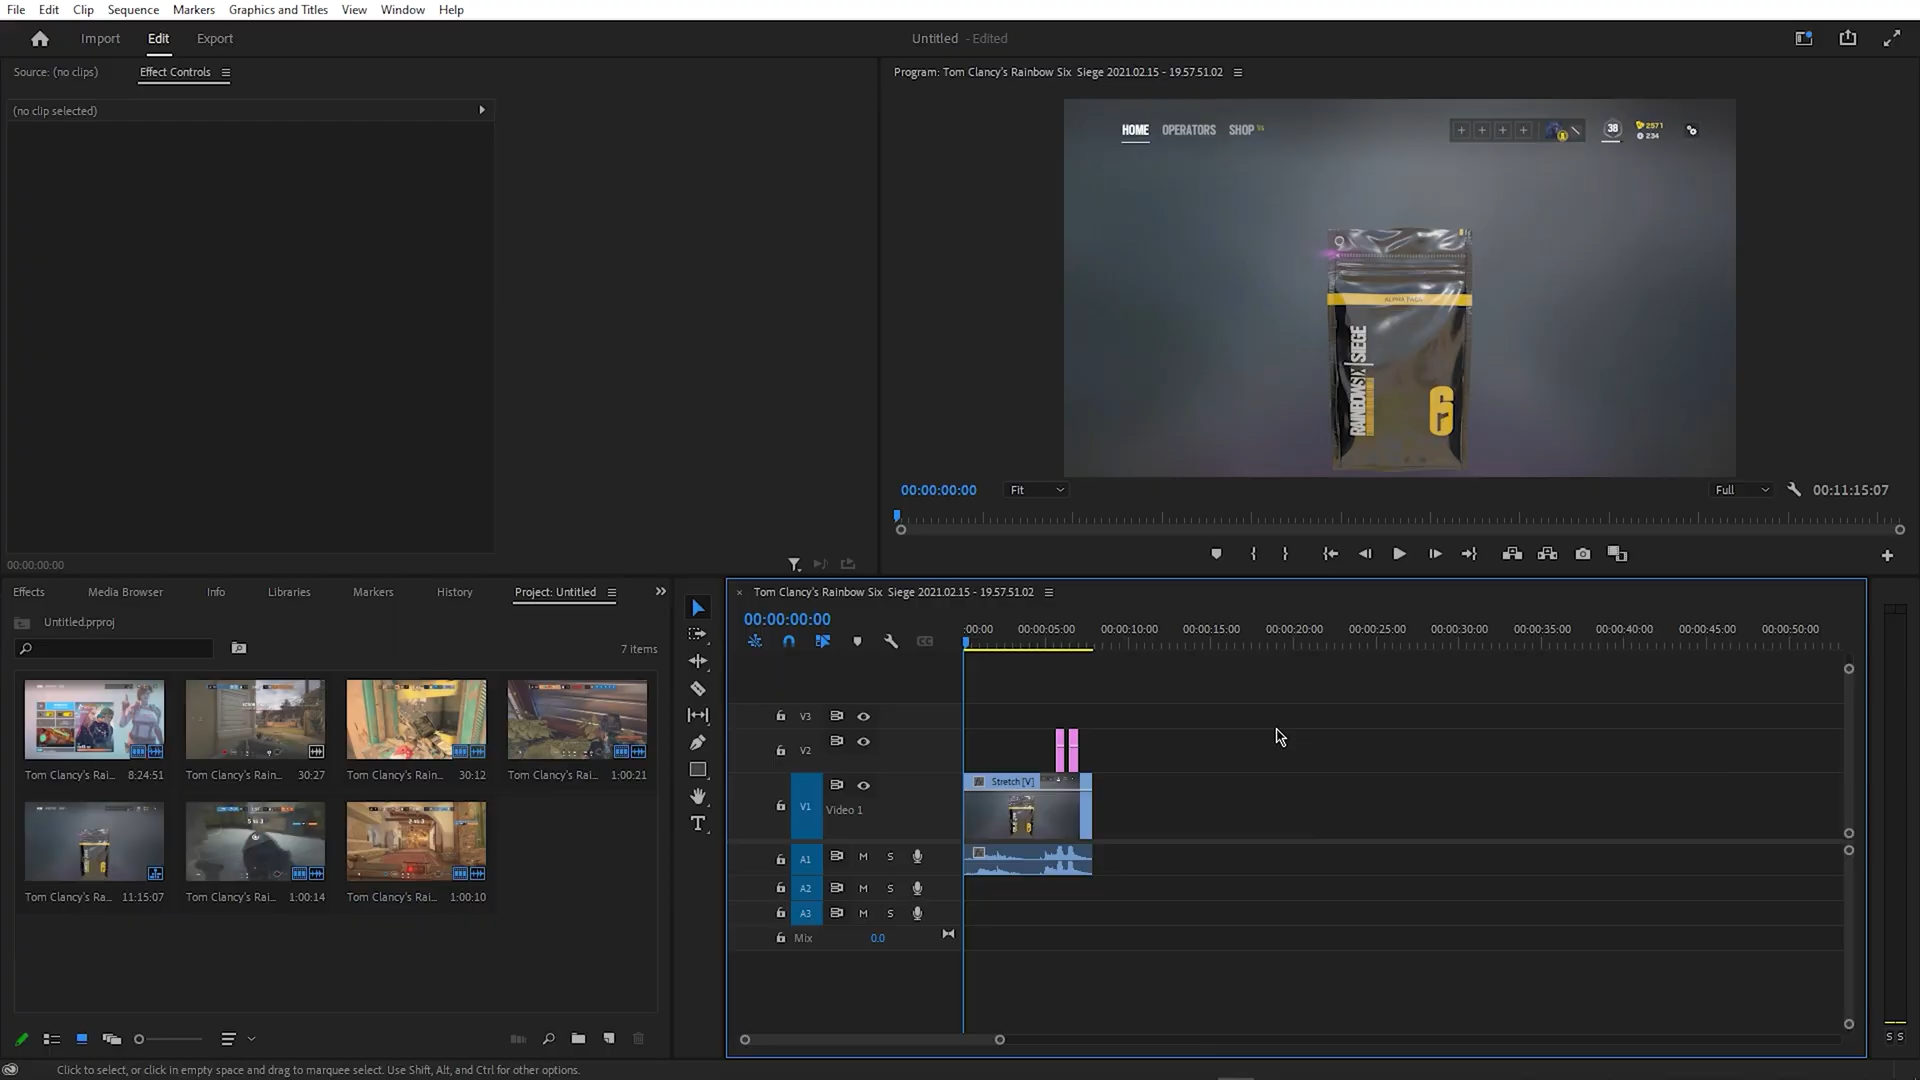 File Edit Clip Sequence Markers Graphics and Titles View Window Help
Import Edit Export
Untitled - Edited
Source: (no clips) Effect Controls
(no clip selected)
00:00:00:00
Program: Tom Clancy's Rainbow Six Siege 2021.02.15 - 19.57.51.02
HOME OPERATORS SHOP
38 2571
234
ALPHA PACK
RAINBOWSIX|SIEGE
6
00:00:00:00 Fit Full 00:11:15:07
Effects Media Browser Info Libraries Markers History Project: Untitled
Untitled.prproj
7 items
Tom Clancy's Rai... 8:24:51
Tom Clancy's Rain... 30:27
Tom Clancy's Rain... 30:12
Tom Clancy's Rai... 1:00:21
Tom Clancy's Ra... 11:15:07
Tom Clancy's Rai... 1:00:14
Tom Clancy's Rai... 1:00:10
Tom Clancy's Rainbow Six Siege 2021.02.15 - 19.57.51.02
00:00:00:00
:00:00 00:00:05:00 00:00:10:00 00:00:15:00 00:00:20:00 00:00:25:00 00:00:30:00 00:00:35:00 00:00:40:00 00:00:45:00 00:00:50:00
V3
V2
V1 Video 1
Stretch [V]
A1 M S
A2 M S
A3 M S
Mix 0.0
S S
Click to select, or click in empty space and drag to marquee select. Use Shift, Alt, and Ctrl for other options.